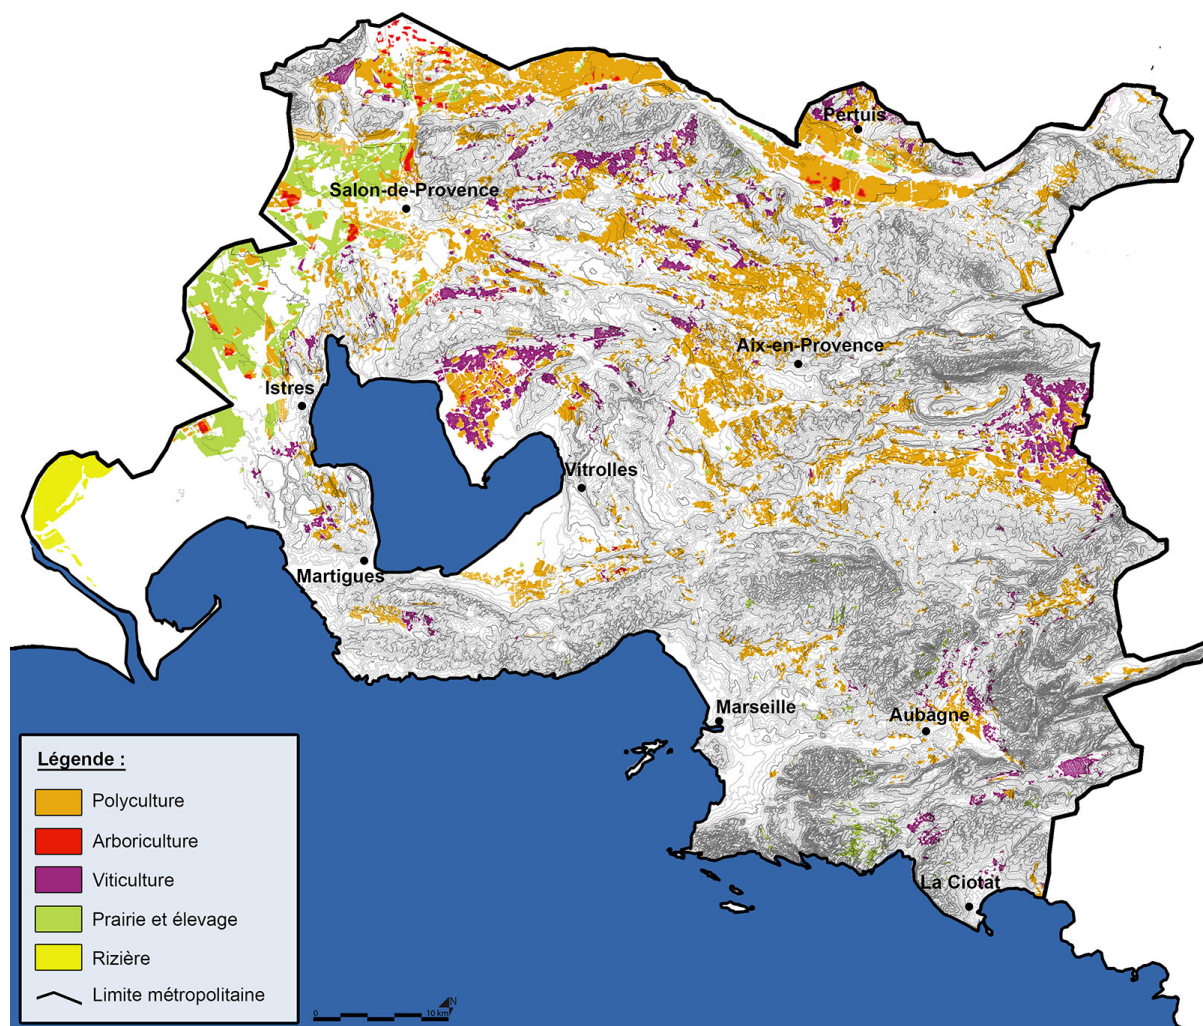 Pertuis
Salon-de-Provence
Aix-en-Provence
Istres
Vitrolles
Martigues
Marseille
Aubagne
La Ciotat
Légende :
Polyculture
Arboriculture
Viticulture
Prairie et élevage
Rizière
Limite métropolitaine
0 10 km
N